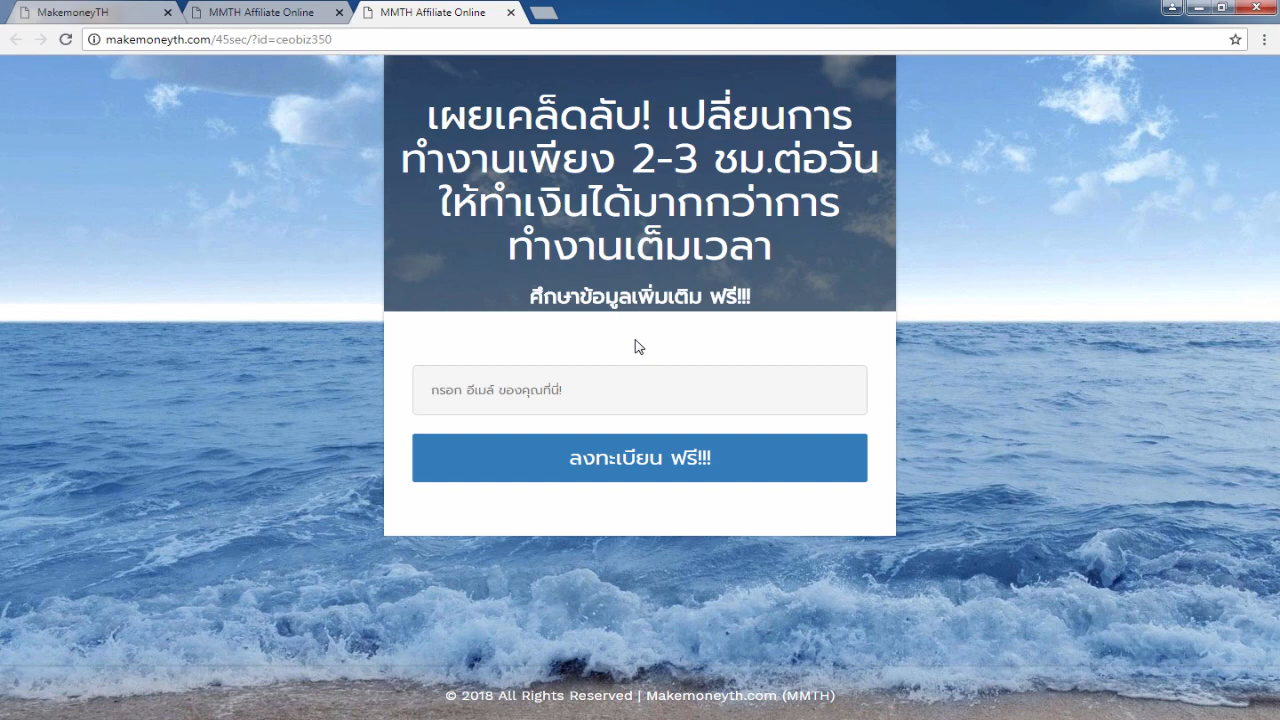 MakemoneyTH
MMTH Affiliate Online
MMTH Affiliate Online
makemoneyth.com/45sec/?id=ceobiz350
เผยเคล็ดลับ! เปลี่ยนการ
ทำงานเพียง 2-3 ชม.ต่อวัน
ให้ทำเงินได้มากกว่าการ
ทำงานเต็มเวลา
ศึกษาข้อมูลเพิ่มเติม ฟรี!!!
กรอก อีเมล์ ของคุณที่นี่!
ลงทะเบียน ฟรี!!!
© 2018 All Rights Reserved | Makemoneyth.com (MMTH)